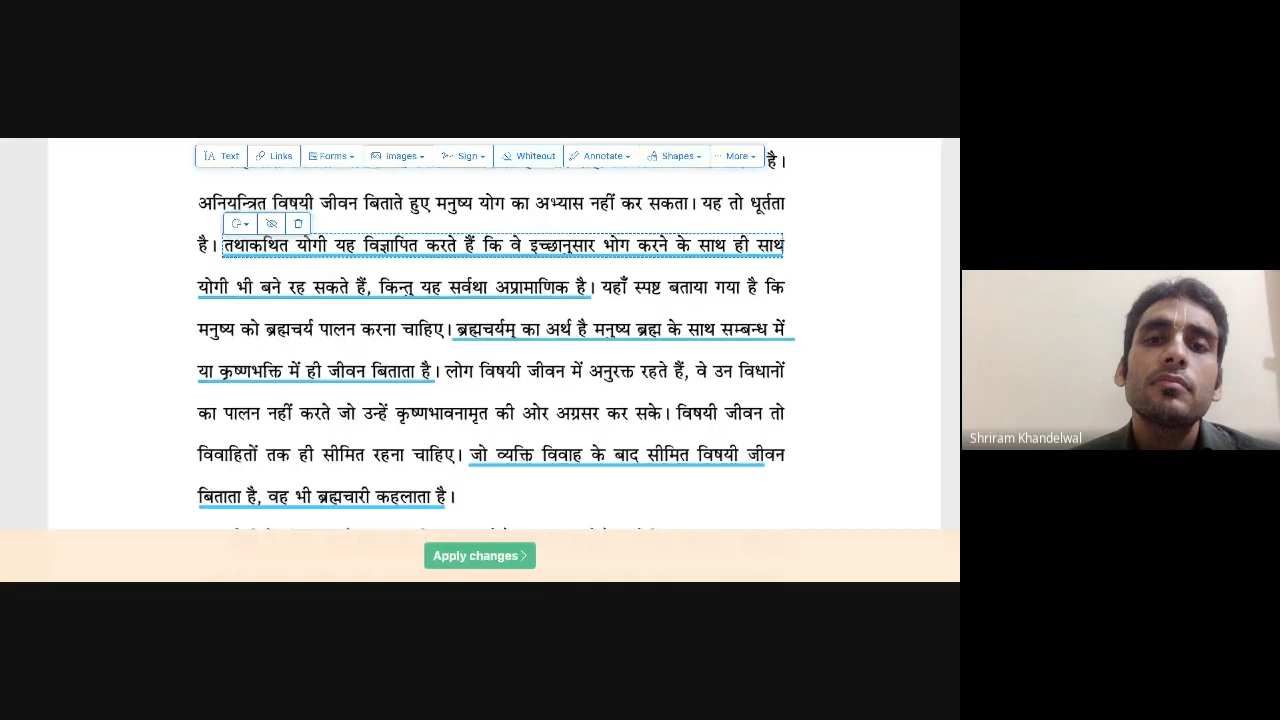 Text Links Forms Images Sign Whiteout Annotate Shapes More है।
अनियन्त्रित विषयी जीवन बिताते हुए मनुष्य योग का अभ्यास नहीं कर सकता। यह तो धूर्तता
है। तथाकथित योगी यह विज्ञापित करते हैं कि वे इच्छानुसार भोग करने के साथ ही साथ
योगी भी बने रह सकते हैं, किन्तु यह सर्वथा अप्रामाणिक है। यहाँ स्पष्ट बताया गया है कि
मनुष्य को ब्रह्मचर्य पालन करना चाहिए। ब्रह्मचर्यम् का अर्थ है मनुष्य ब्रह्म के साथ सम्बन्ध में
या कृष्णभक्ति में ही जीवन बिताता है। लोग विषयी जीवन में अनुरक्त रहते हैं, वे उन विधानों
का पालन नहीं करते जो उन्हें कृष्णभावनामृत की ओर अग्रसर कर सके। विषयी जीवन तो
विवाहितों तक ही सीमित रहना चाहिए। जो व्यक्ति विवाह के बाद सीमित विषयी जीवन
बिताता है, वह भी ब्रह्मचारी कहलाता है।
Apply changes
Shriram Khandelwal